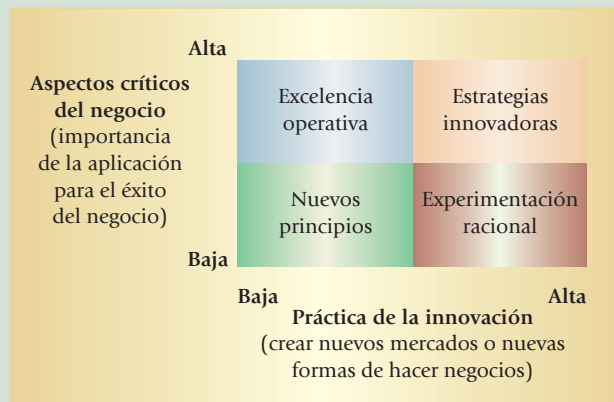 Alta
Aspectos críticos
del negocio
(importancia
de la aplicación
para el éxito
del negocio)
Baja
Excelencia
operativa
Estrategias
innovadoras
Nuevos
principios
Experimentación
racional
Baja
Alta
Práctica de la innovación
(crear nuevos mercados o nuevas
formas de hacer negocios)